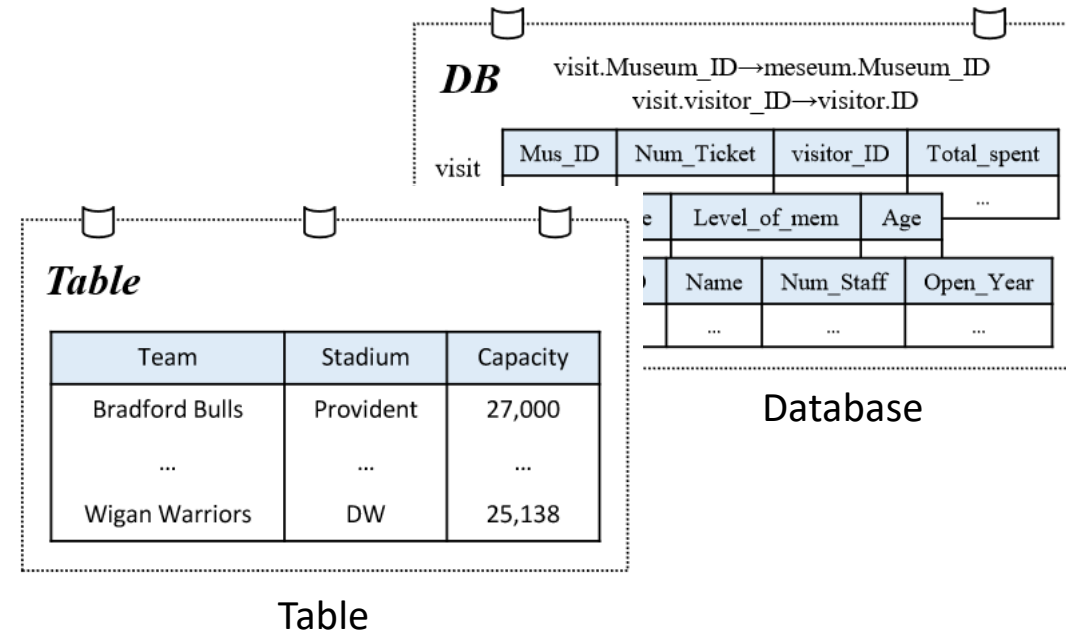 DB
visit.Museum_ID→meseum.Museum_ID
visit.visitor_ID→visitor.ID
visit
Mus_ID Num_Ticket visitor_ID Total_spent
...
Level_of_mem Age
Name Num_Staff Open_Year
... ... ...
Database
Table
Team Stadium Capacity
Bradford Bulls Provident 27,000
... ... ...
Wigan Warriors DW 25,138
Table